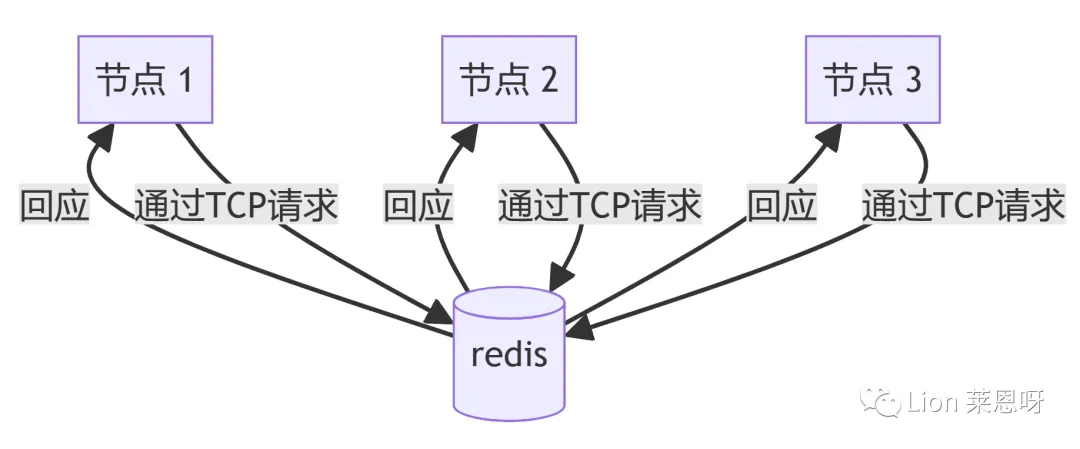 节点 1
节点 2
节点 3
回应
通过TCP请求
回应
通过TCP请求
回应
通过TCP请求
redis
Lion 莱恩呀